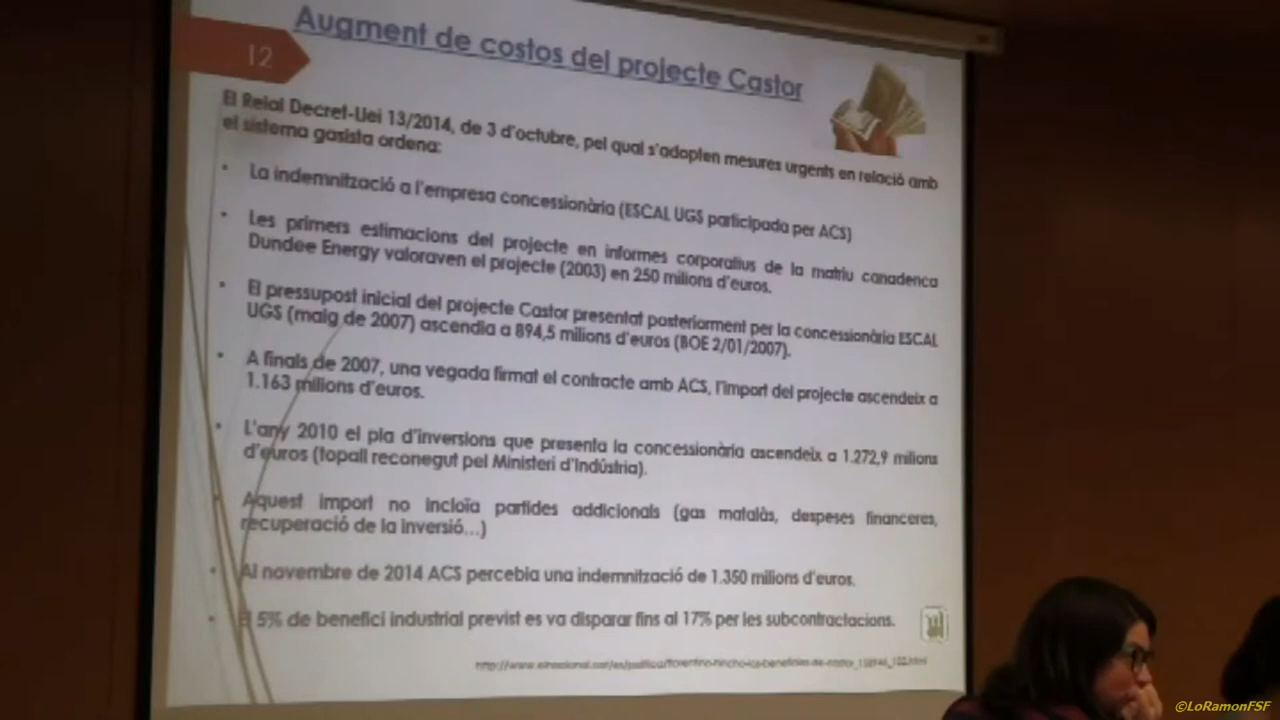 12
Augment de costos del projecte Castor
El Reial Decret-Llei 13/2014, de 3 d'octubre, pel qual s'adopten mesures urgents en relació amb
el sistema gasista ordena:
• La indemnització a l'empresa concessionària (ESCAL UGS participada per ACS)
• Les primers estimacions del projecte en informes corporatius de la matriu canadenca
Dundee Energy valoraven el projecte (2003) en 250 milions d'euros.
• El pressupost inicial del projecte Castor presentat posteriorment per la concessionària ESCAL
UGS (maig de 2007) ascendia a 894,5 milions d'euros (BOE 2/01/2007).
• A finals de 2007, una vegada firmat el contracte amb ACS, l'import del projecte ascendeix a
1.163 milions d'euros.
• L'any 2010 el pla d'inversions que presenta la concessionària ascendeix a 1.272,9 milions
d'euros (topall reconegut pel Ministeri d'Indústria).
• Aquest import no incloïa partides addicionals (gas matalàs, despeses financeres,
recuperació de la inversió...)
• Al novembre de 2014 ACS percebia una indemnització de 1.350 milions d'euros.
• El 5% de benefici industrial previst es va disparar fins al 17% per les subcontractacions.
©LoRamonFSF